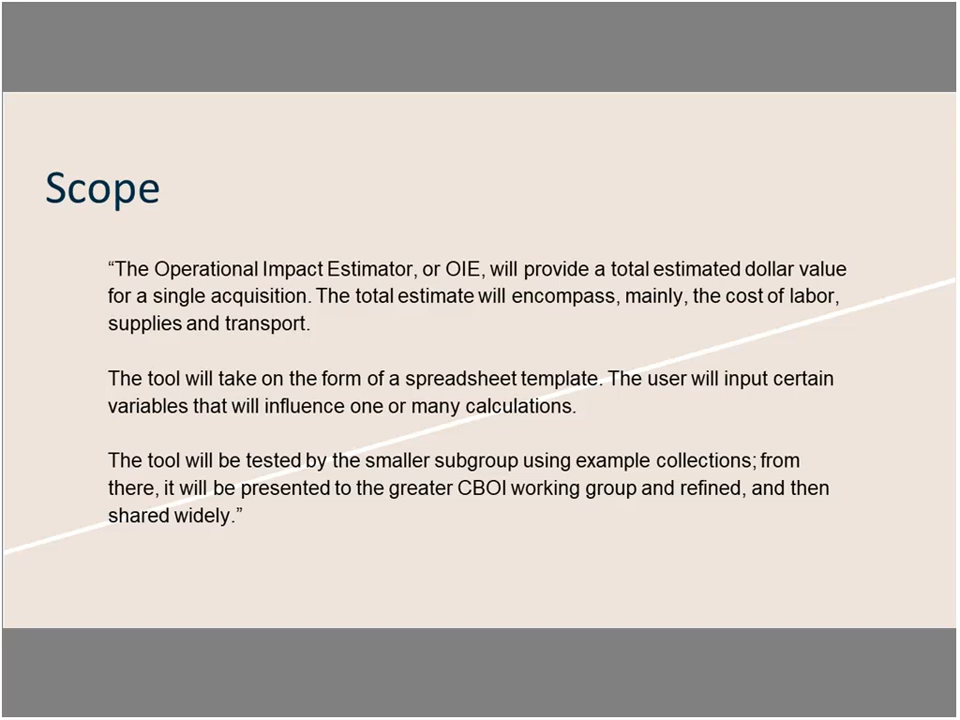 Scope
“The Operational Impact Estimator, or OIE, will provide a total estimated dollar value
for a single acquisition. The total estimate will encompass, mainly, the cost of labor,
supplies and transport.
The tool will take on the form of a spreadsheet template. The user will input certain
variables that will influence one or many calculations.
The tool will be tested by the smaller subgroup using example collections; from
there, it will be presented to the greater CBOI working group and refined, and then
shared widely.”